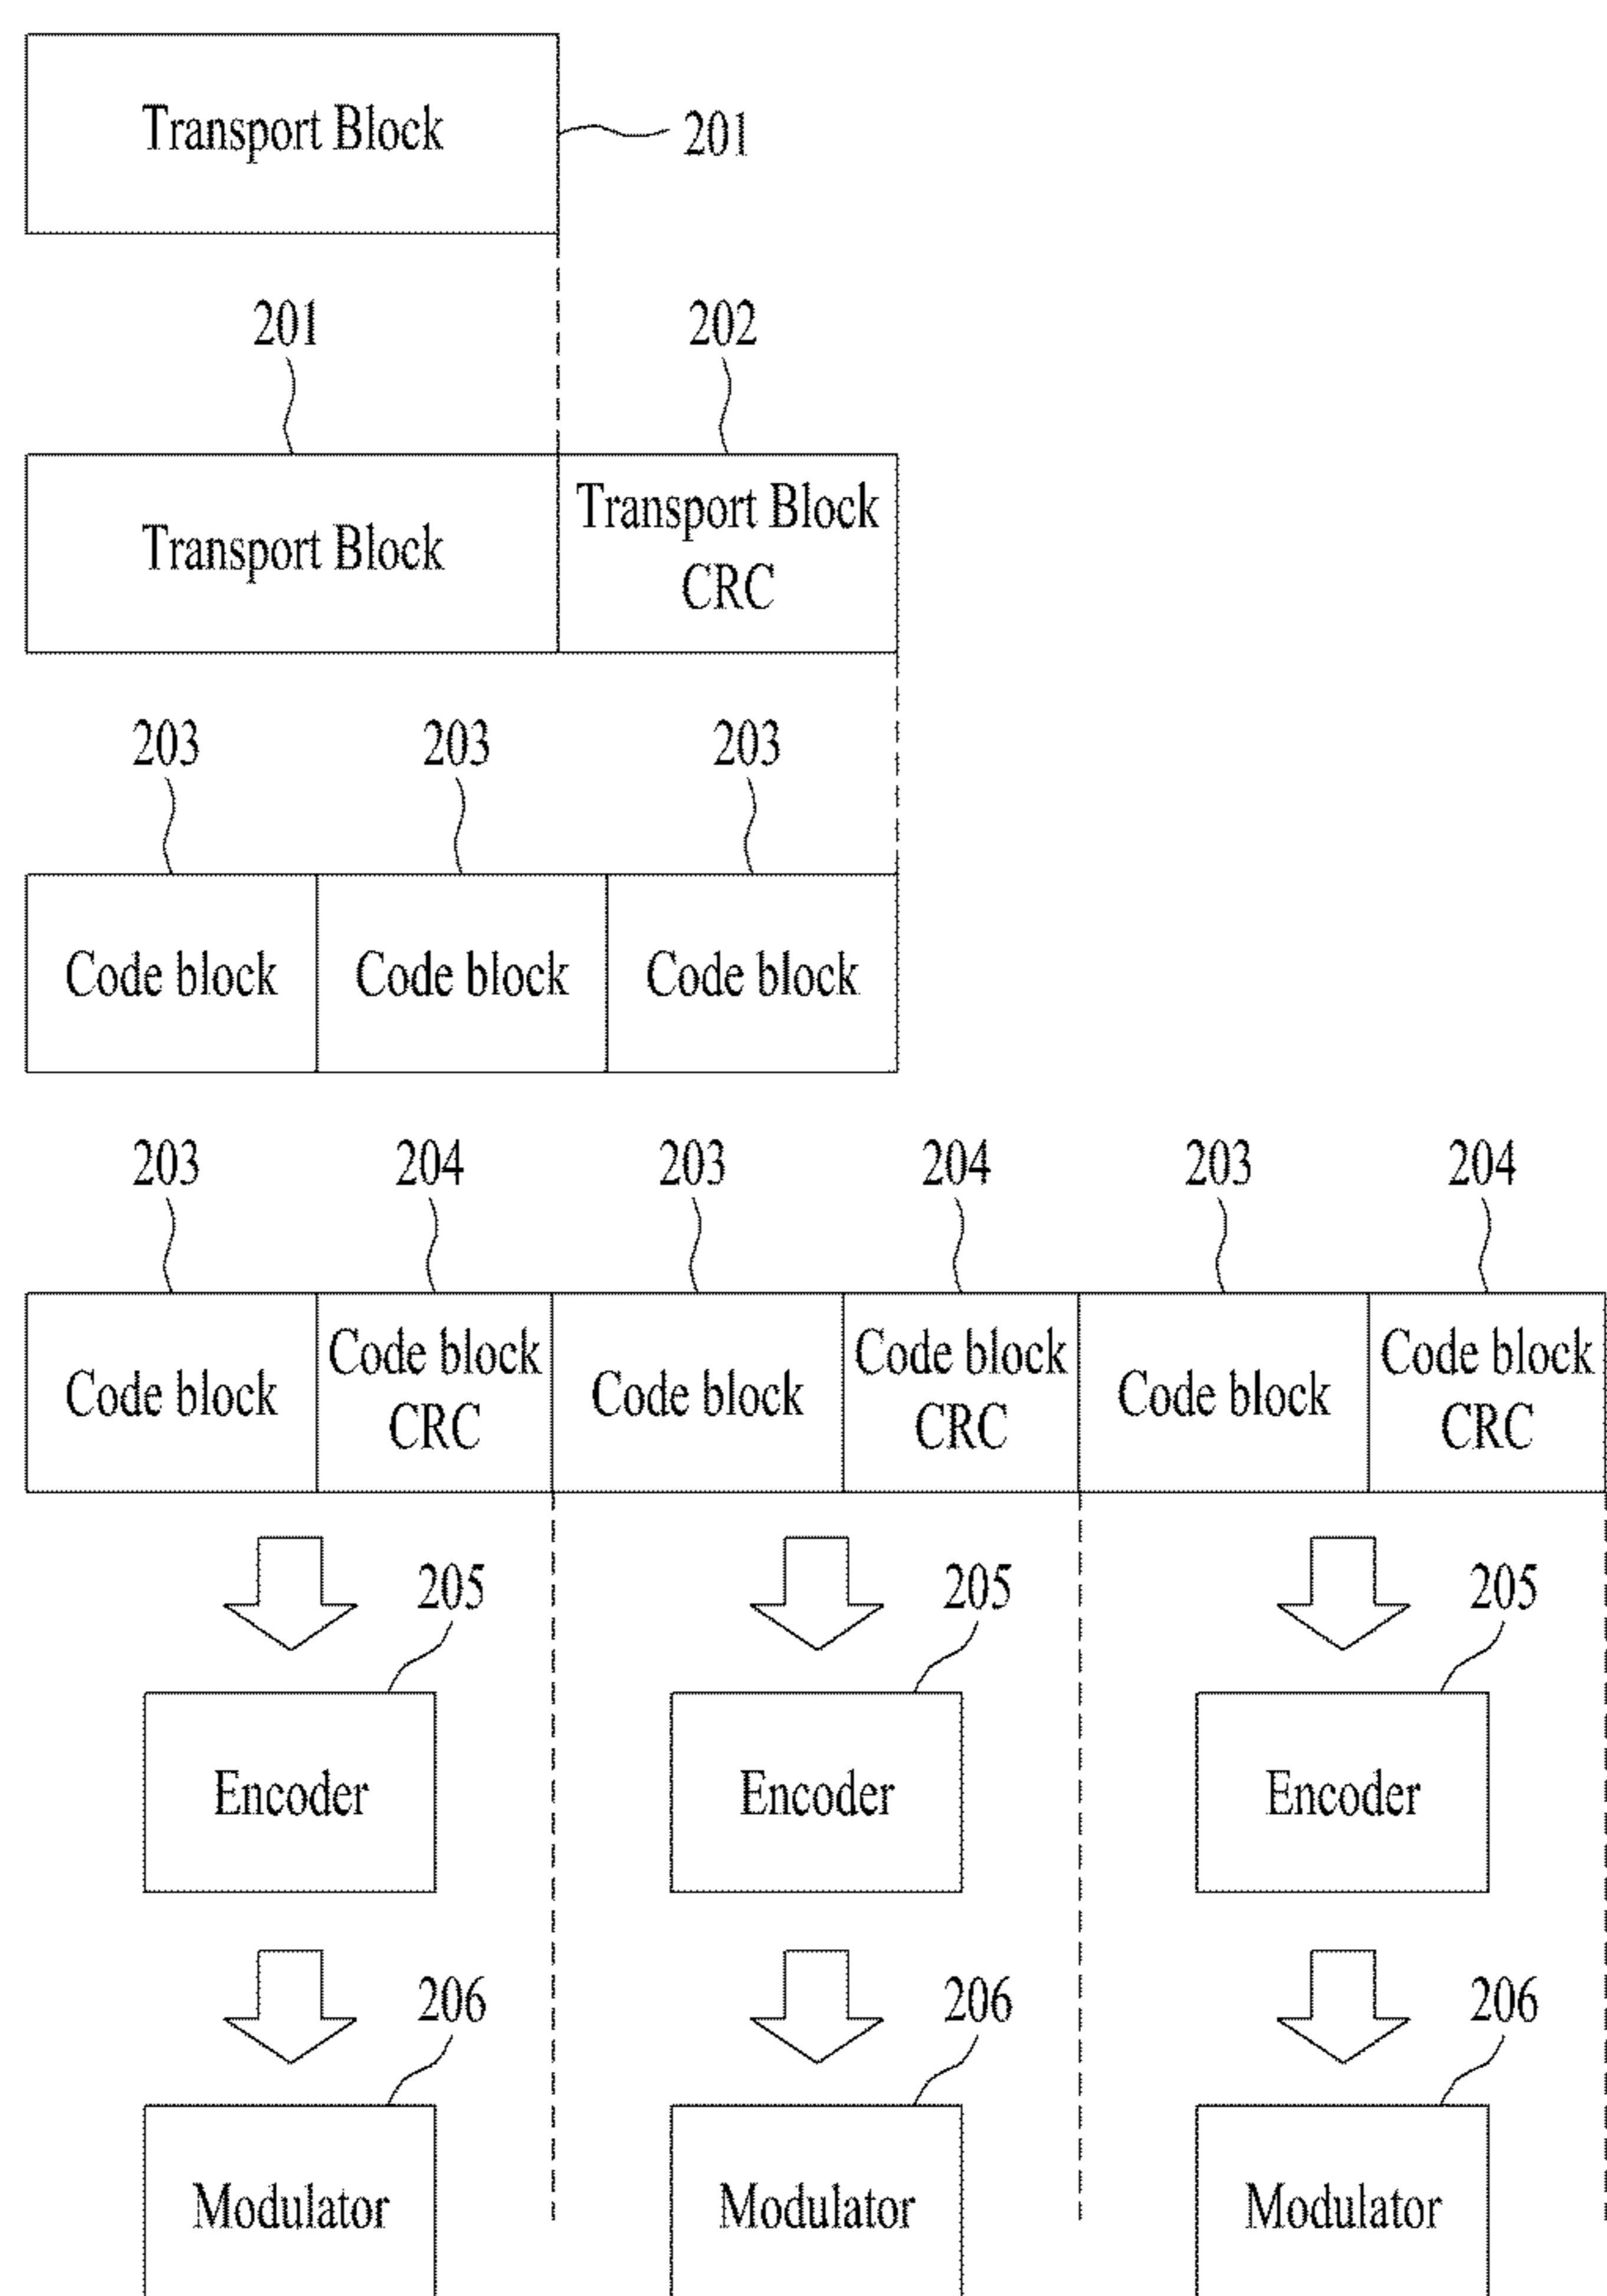 Transport Block
201
201
202
Transport Block
Transport Block
CRC
203
203
203
Code block
Code block
Code block
203
204
203
204
203
204
Code block
Code block
CRC
Code block
Code block
CRC
Code block
Code block
CRC
205
205
205
Encoder
Encoder
Encoder
206
206
206
Modulator
Modulator
Modulator